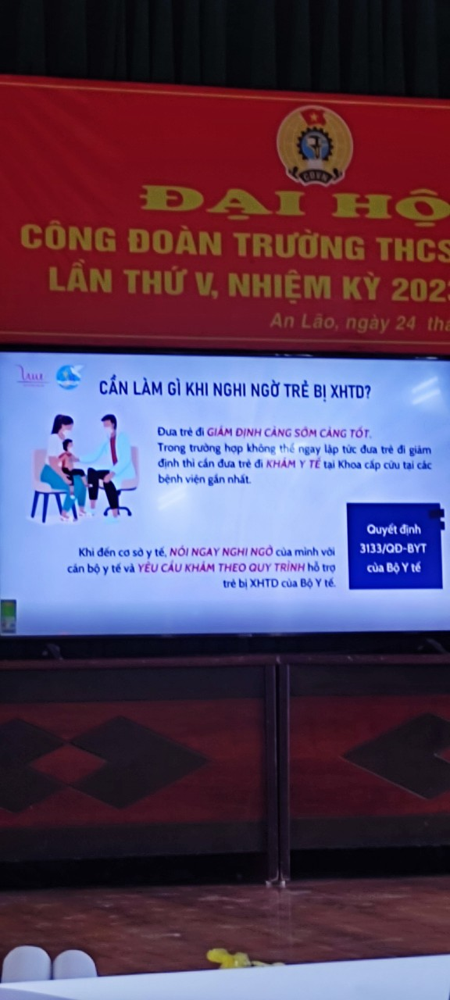 CĐVN
ĐẠI HỘ
CÔNG ĐOÀN TRƯỜNG THCS
LẦN THỨ V, NHIỆM KỲ 202
An Lão, ngày 24 thá
CẦN LÀM GÌ KHI NGHI NGỜ TRẺ BỊ XHTD?
Đưa trẻ đi GIÁM ĐỊNH CÀNG SỚM CÀNG TỐT.
Trong trường hợp không thể ngay lập tức đưa trẻ đi giám
định thì cần đưa trẻ đi KHÁM Y TẾ tại Khoa cấp cứu tại các
bệnh viện gần nhất.
Khi đến cơ sở y tế, NÓI NGAY NGHI NGỜ của mình với
cán bộ y tế và YÊU CẦU KHÁM THEO QUY TRÌNH hỗ trợ
trẻ bị XHTD của Bộ Y tế.
Quyết định
3133/QĐ-BYT
của Bộ Y tế